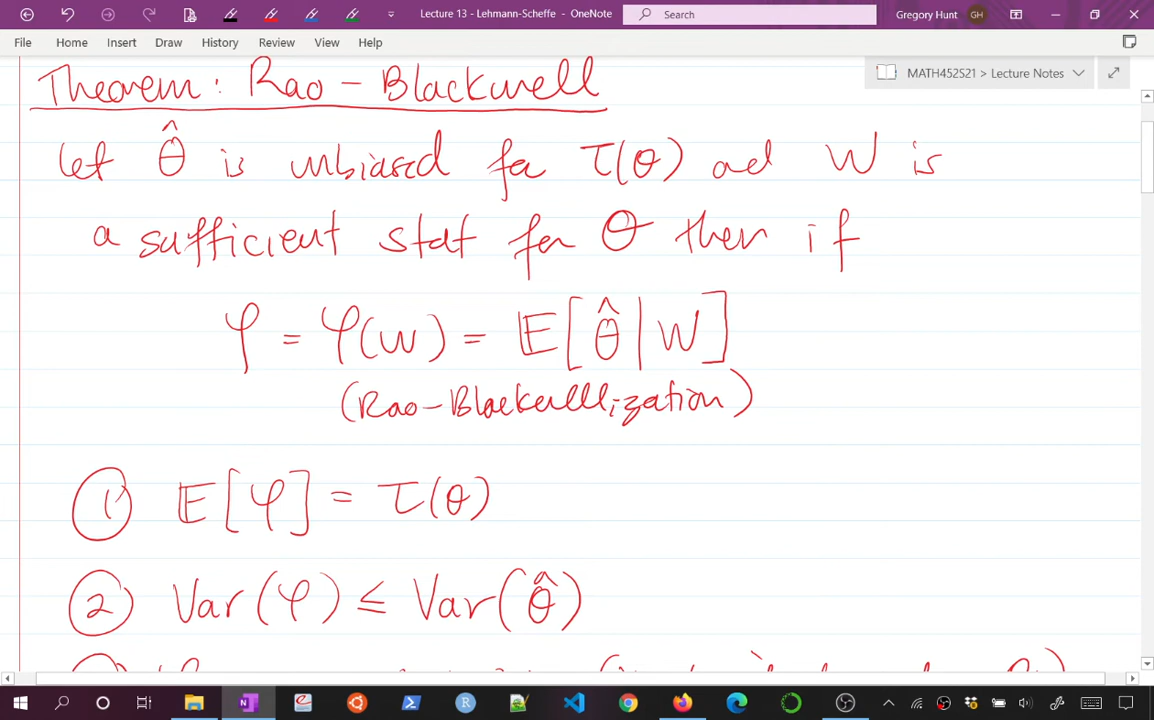 Lecture 13 - Lehmann-Scheffe - OneNote
Search
Gregory Hunt
GH
File Home Insert Draw History Review View Help
MATH452S21 > Lecture Notes
Theorem: Rao-Blackwell
Let θ̂ is unbiased for τ(θ) and W is
a sufficient stat for θ then if
φ = φ(W) = 𝔼[θ̂|W]
(Rao-Blackwelllization)
① 𝔼[φ] = τ(θ)
② Var(φ) ≤ Var(θ̂)